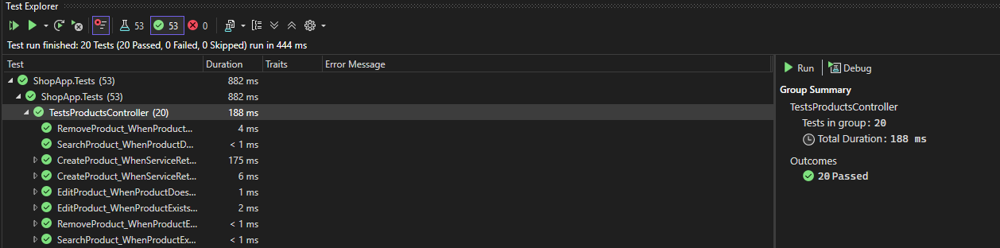 Test Explorer
53 53 0
Test run finished: 20 Tests (20 Passed, 0 Failed, 0 Skipped) run in 444 ms
Test Duration Traits Error Message
ShopApp.Tests (53) 882 ms
ShopApp.Tests (53) 882 ms
TestsProductsController (20) 188 ms
RemoveProduct_WhenProduct... 4 ms
SearchProduct_WhenProductD... < 1 ms
CreateProduct_WhenServiceRet... 175 ms
CreateProduct_WhenServiceRet... 6 ms
EditProduct_WhenProductDoes... 1 ms
EditProduct_WhenProductExists... 2 ms
RemoveProduct_WhenProductE... < 1 ms
SearchProduct_WhenProductEx... < 1 ms
Run Debug
Group Summary
TestsProductsController
Tests in group: 20
Total Duration: 188 ms
Outcomes
20 Passed